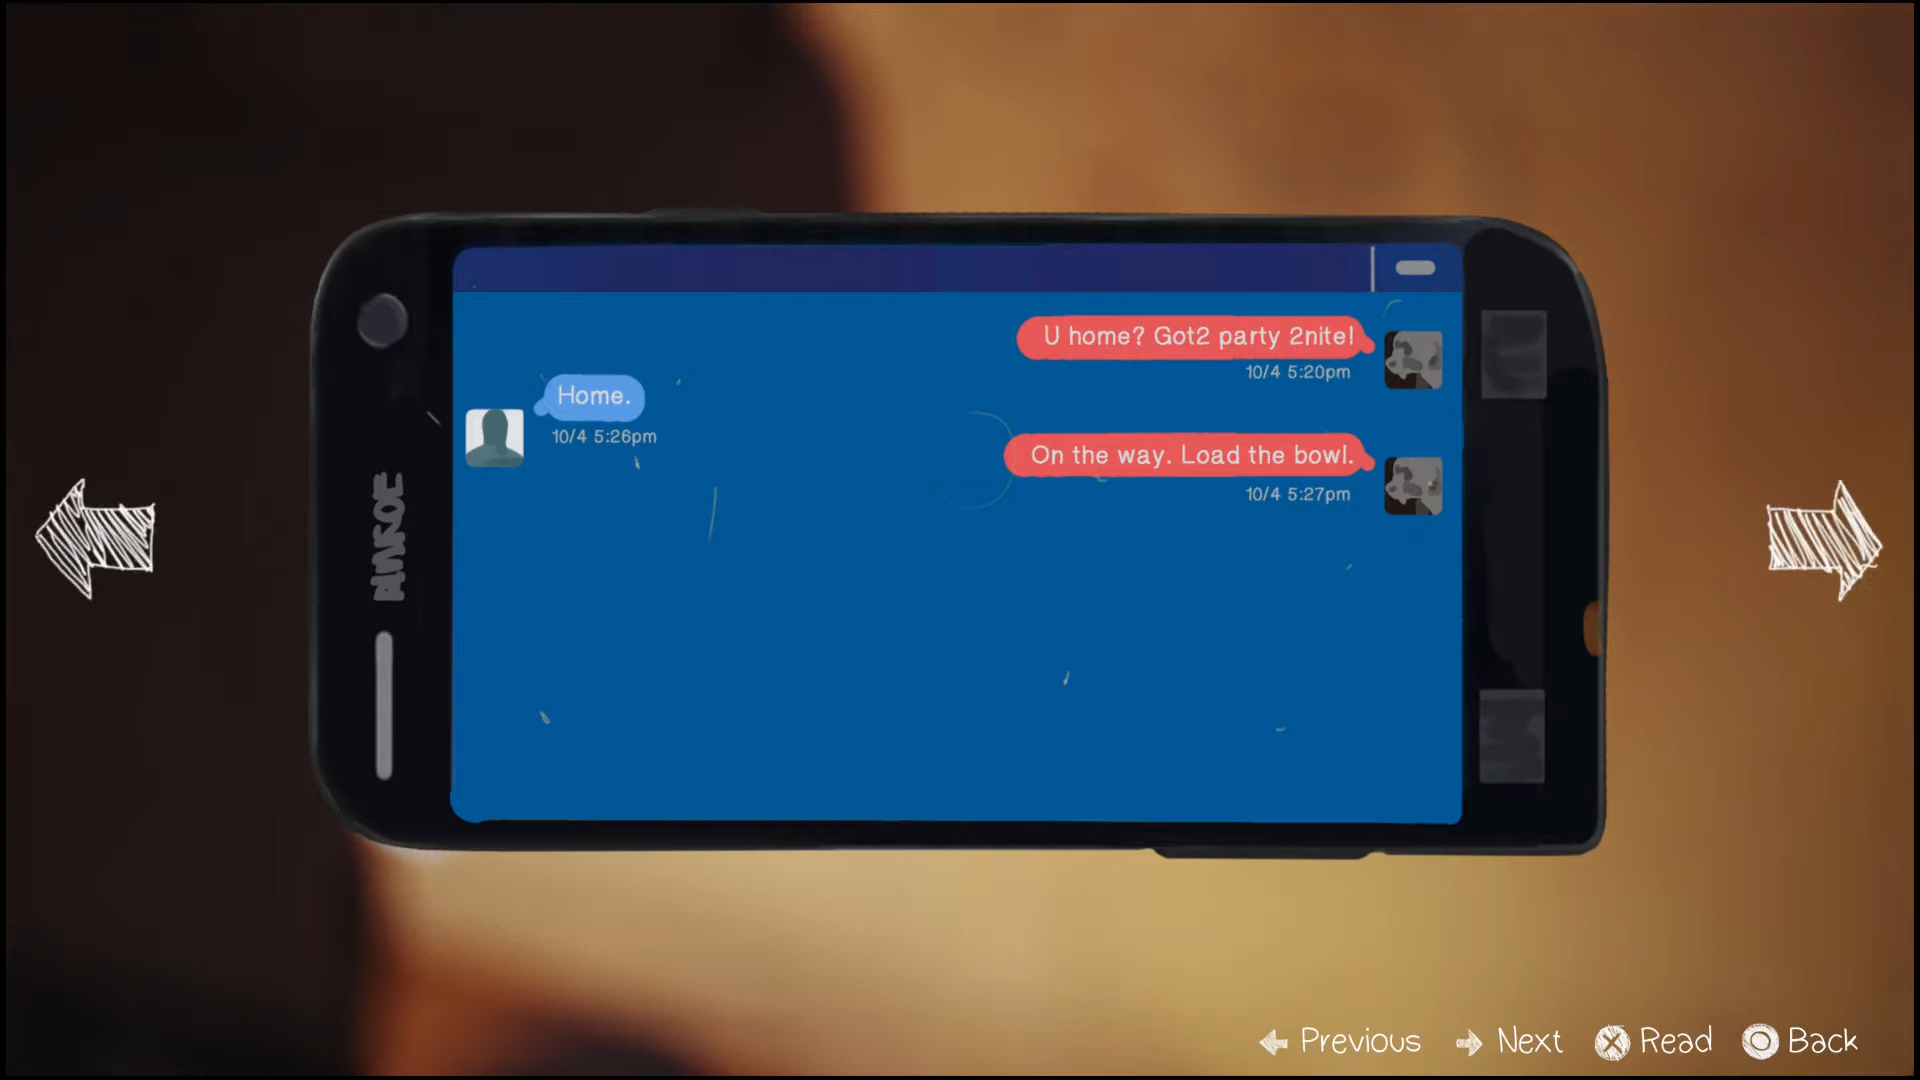 U home? Got2 party 2nite!
10/4 5:20pm
Home.
10/4 5:26pm
On the way. Load the bowl.
10/4 5:27pm
Previous Next Read Back